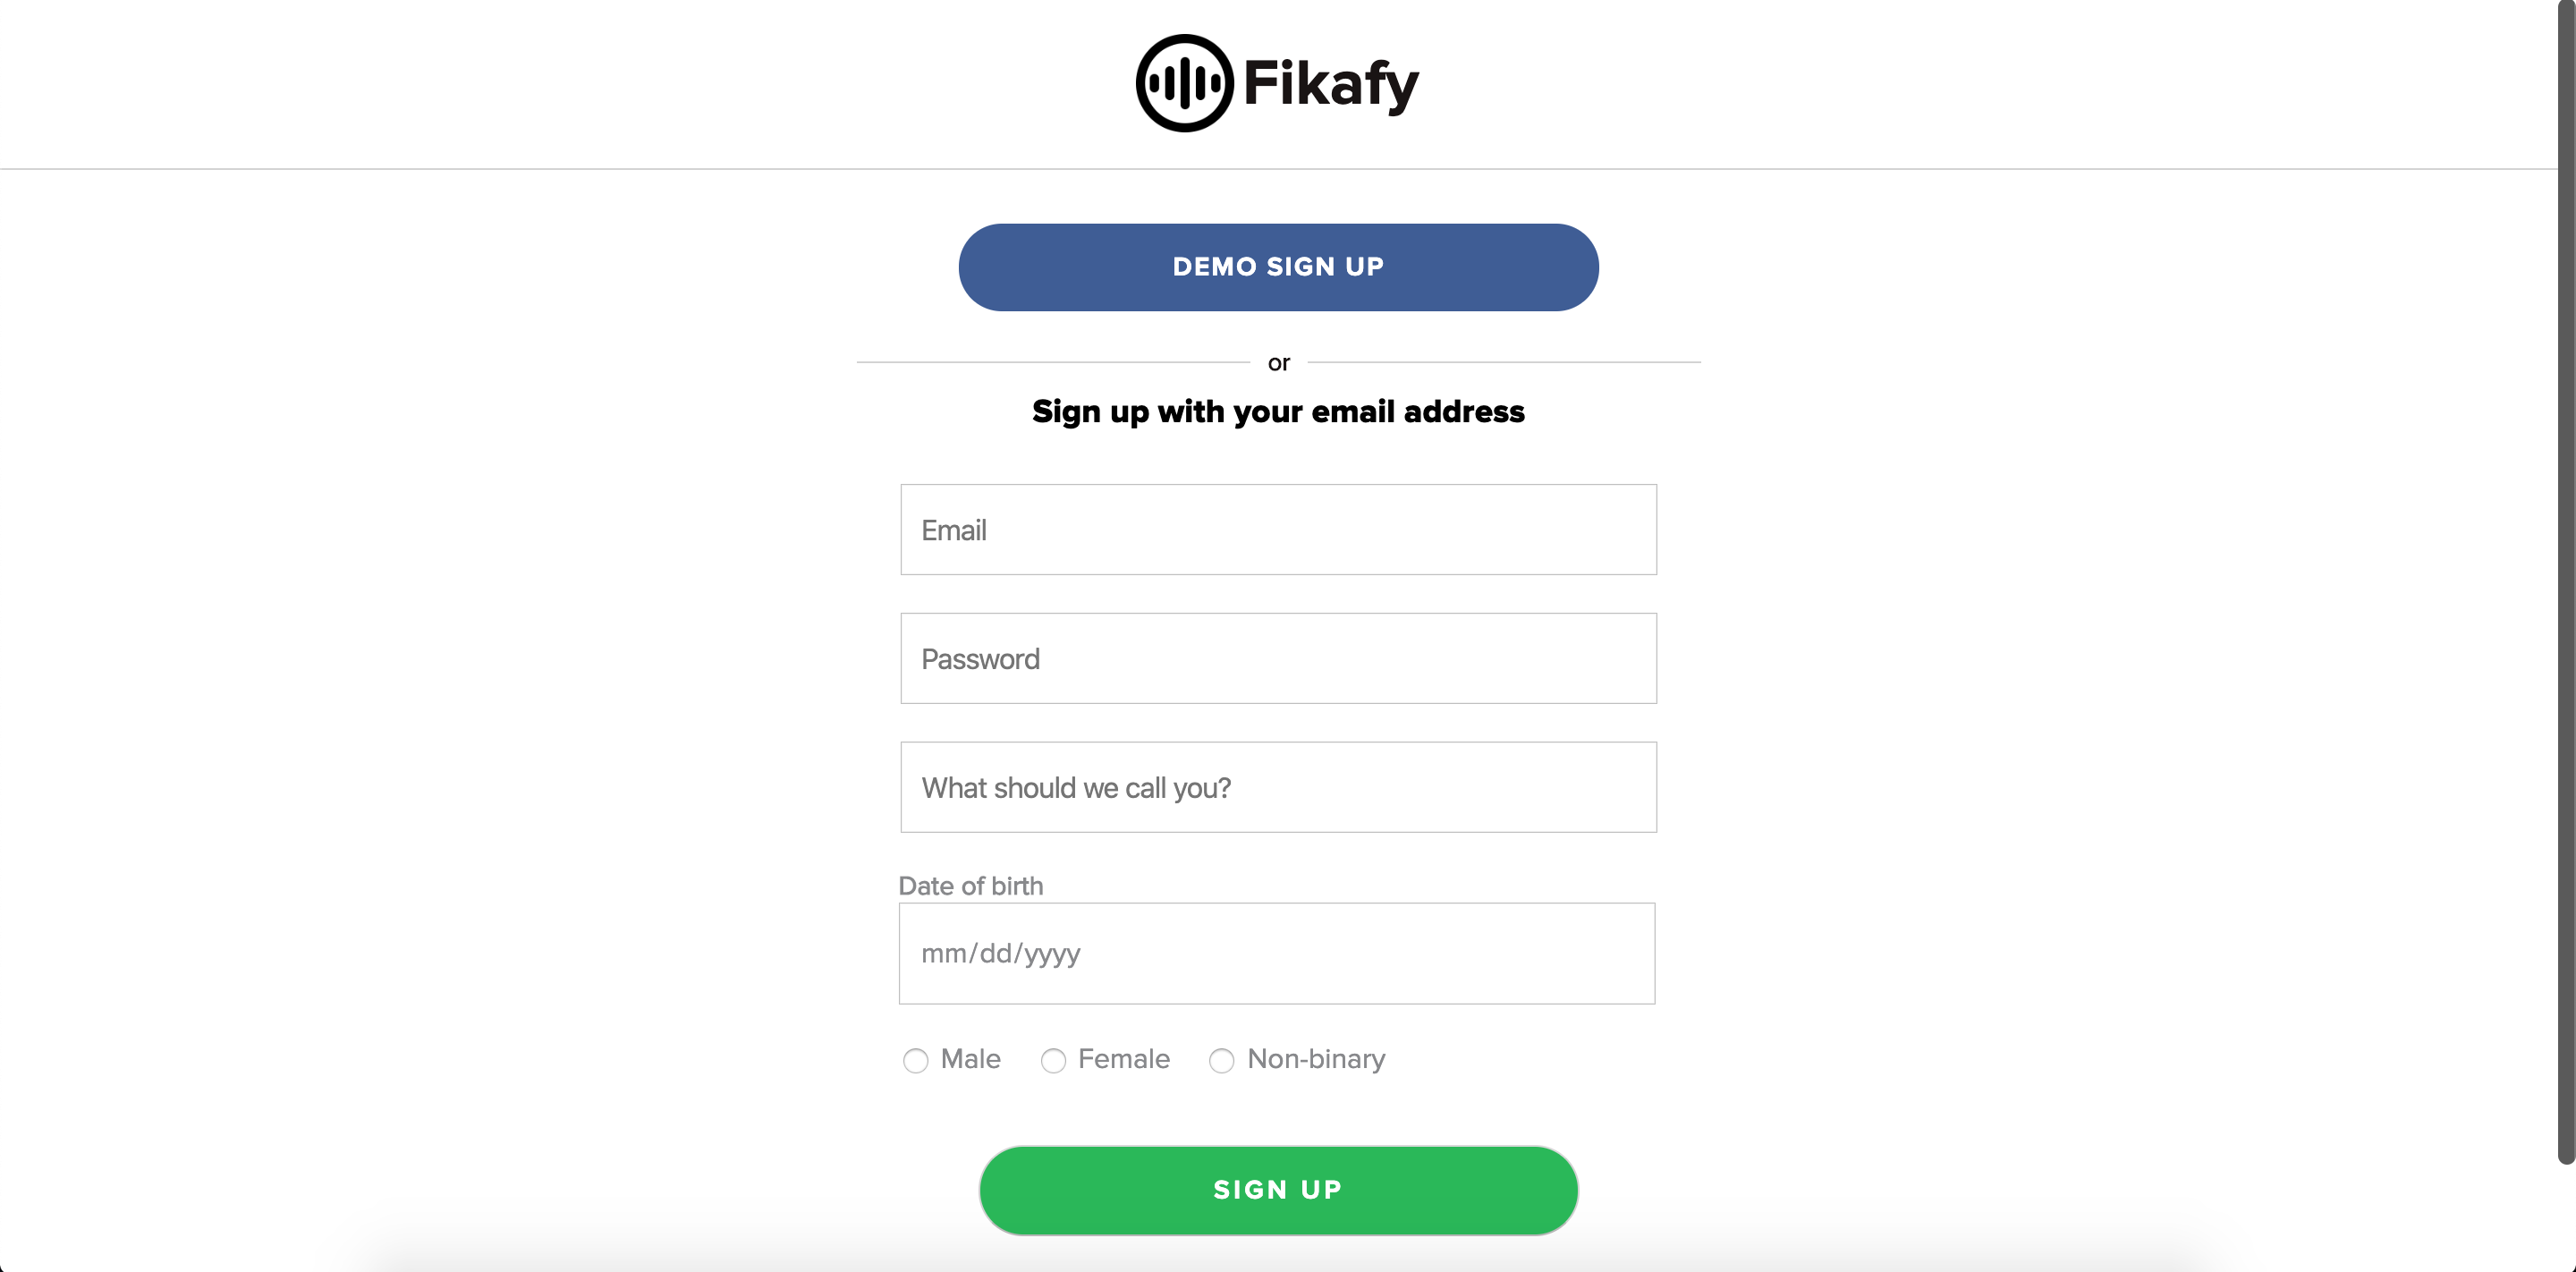 Fikafy
DEMO SIGN UP
or
Sign up with your email address
Email
Password
What should we call you?
Date of birth
mm/dd/yyyy
Male Female Non-binary
SIGN UP